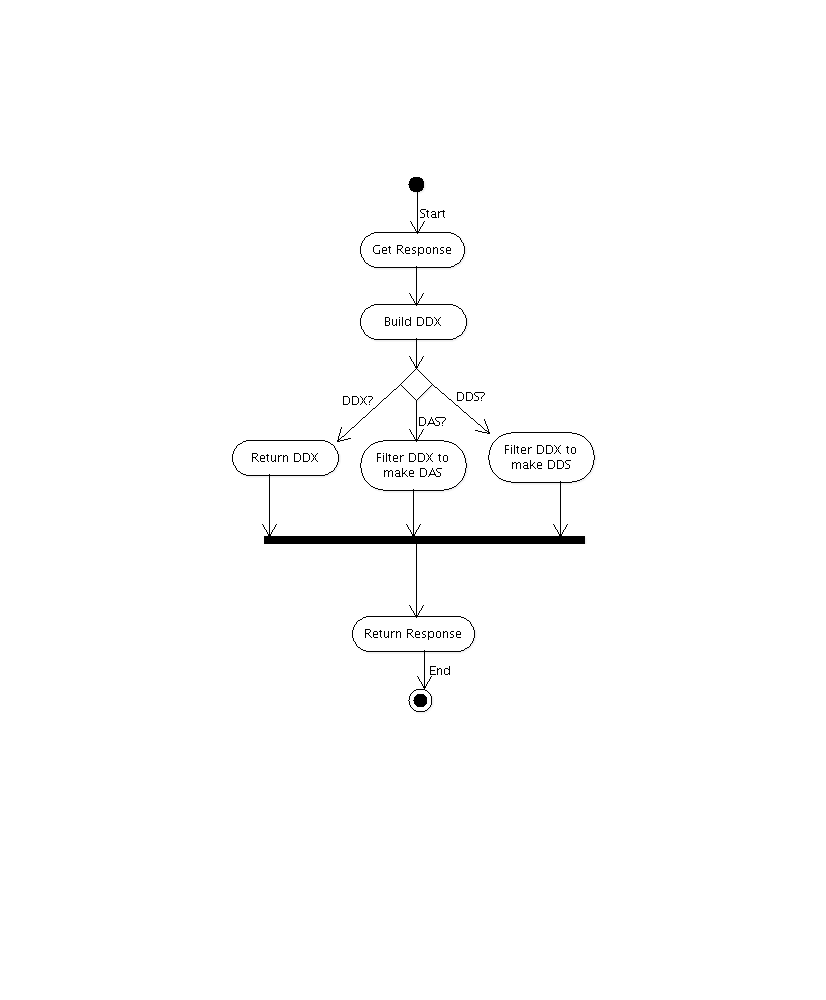 Start
Get Response
Build DDX
DDX?
DDS?
DAS?
Return DDX
Filter DDX to
make DAS
Filter DDX to
make DDS
Return Response
End